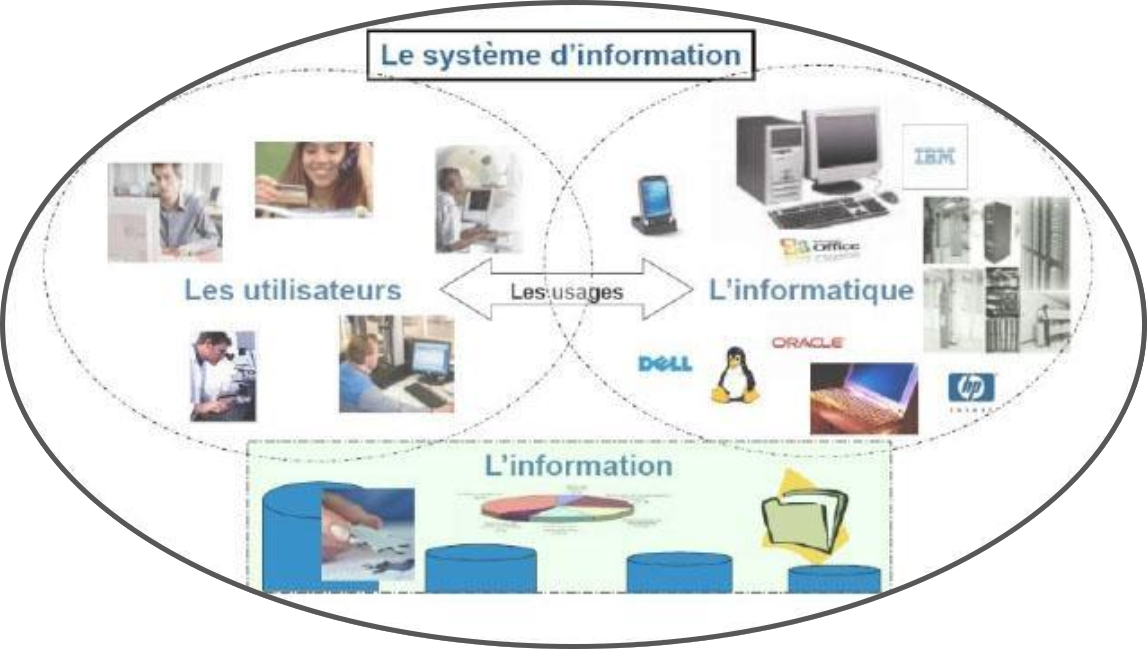 Le système d'information
IBM
Office
Les utilisateurs
Les usages
L'informatique
ORACLE
DELL
hp
i n v e n t
L'information